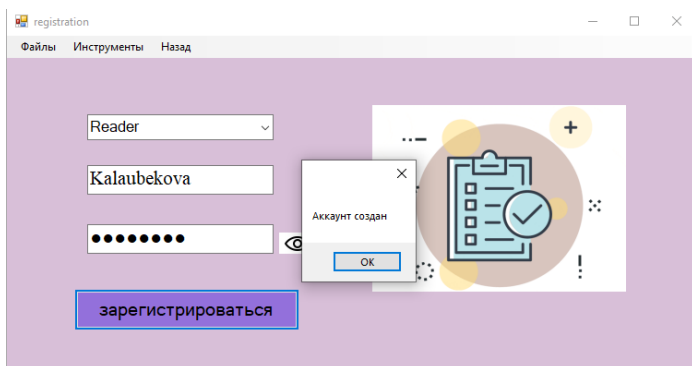 registration
Файлы Инструменты Назад
Reader
Kalaubekova
Аккаунт создан
OK
зарегистрироваться